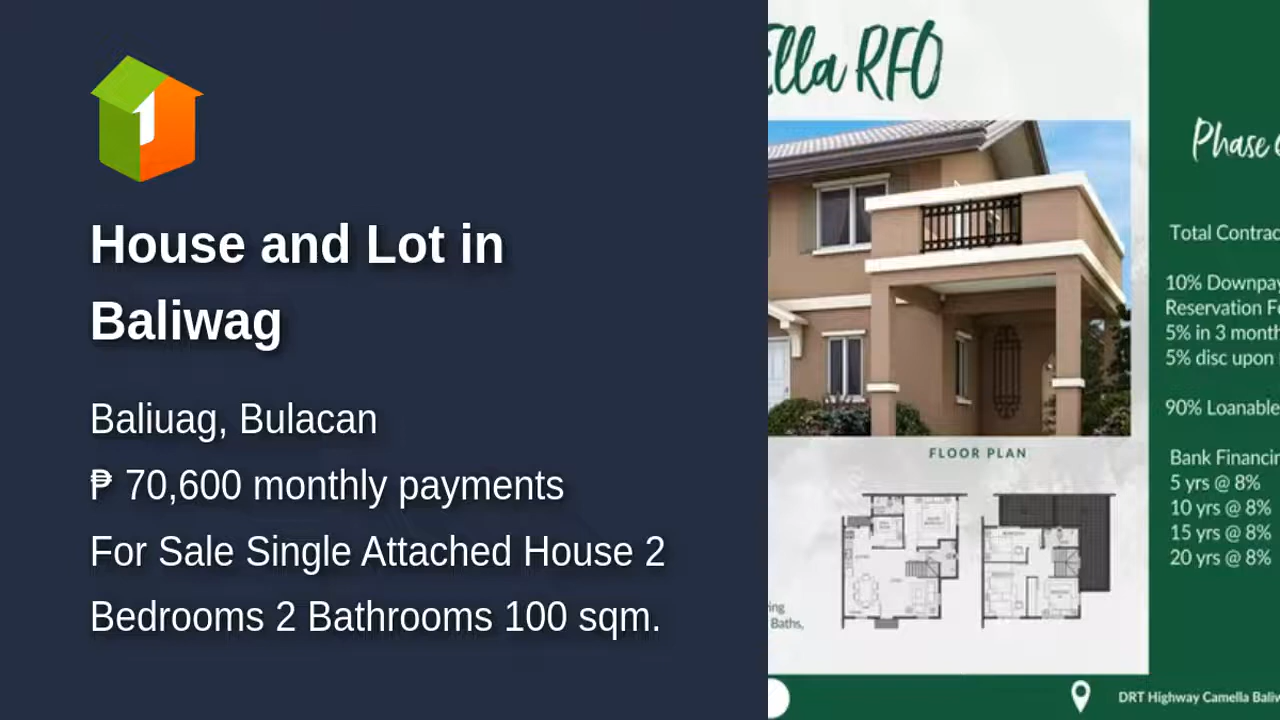 House and Lot in
Baliwag
Baliuag, Bulacan
₱ 70,600 monthly payments
For Sale Single Attached House 2
Bedrooms 2 Bathrooms 100 sqm.
Ella RFO
FLOOR PLAN
Baths,
Phase
Total Contrac
10% Downpay
Reservation F
5% in 3 month
5% disc upon
90% Loanable
Bank Financin
5 yrs @ 8%
10 yrs @ 8%
15 yrs @ 8%
20 yrs @ 8%
DRT Highway Camella Baliw